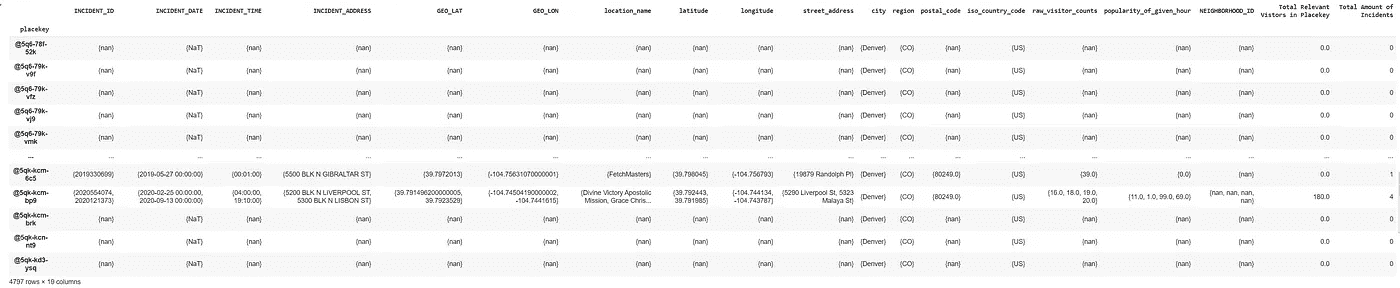 INCIDENT_ID INCIDENT_DATE INCIDENT_TIME INCIDENT_ADDRESS GEO_LAT GEO_LON location_name latitude longitude street_address city region postal_code iso_country_code raw_visitor_counts popularity_of_given_hour NEIGHBORHOOD_ID Total Relevant Vistors in Placekey Total Amount of Incidents
placekey
@5q6-78f-52k {nan} {NaT} {nan} {nan} {nan} {nan} {nan} {nan} {nan} {nan} {Denver} {CO} {nan} {US} {nan} {nan} {nan} 0.0 0
@5q6-79k-v9f {nan} {NaT} {nan} {nan} {nan} {nan} {nan} {nan} {nan} {nan} {Denver} {CO} {nan} {US} {nan} {nan} {nan} 0.0 0
@5q6-79k-vfz {nan} {NaT} {nan} {nan} {nan} {nan} {nan} {nan} {nan} {nan} {Denver} {CO} {nan} {US} {nan} {nan} {nan} 0.0 0
@5q6-79k-vj9 {nan} {NaT} {nan} {nan} {nan} {nan} {nan} {nan} {nan} {nan} {Denver} {CO} {nan} {US} {nan} {nan} {nan} 0.0 0
@5q6-79k-vmk {nan} {NaT} {nan} {nan} {nan} {nan} {nan} {nan} {nan} {nan} {Denver} {CO} {nan} {US} {nan} {nan} {nan} 0.0 0
... ... ... ... ... ... ... ... ... ... ... ... ... ... ... ... ... ... ... ...
@5qk-kcm-6c5 {2019330809} {2019-05-27 00:00:00} {00:01:00} {5500 BLK N GIBRALTAR ST} {39.7972013} {-104.75631070000001} {FetchMasters} {39.798045} {-104.756793} {19879 Randolph Pl} {Denver} {CO} {80249.0} {US} {39.0} {0.0} {nan} 0.0 1
@5qk-kcm-bp9 {2020554074, 2020121373} {2020-02-25 00:00:00, 2020-09-13 00:00:00} {04:00:00, 19:10:00} {5200 BLK N LIVERPOOL ST, 5300 BLK N LISBON ST} {39.791496200000005, 39.7923529} {-104.74504190000002, -104.7441615} {Divine Victory Apostolic Mission, Grace Chris... {39.792443, 39.791985} {-104.744134, -104.743787} {5290 Liverpool St, 5323 Malaya St} {Denver} {CO} {80249.0} {US} {16.0, 18.0, 19.0, 20.0} {11.0, 1.0, 99.0, 69.0} {nan, nan, nan, nan} 180.0 4
@5qk-kcm-brk {nan} {NaT} {nan} {nan} {nan} {nan} {nan} {nan} {nan} {nan} {Denver} {CO} {nan} {US} {nan} {nan} {nan} 0.0 0
@5qk-kcn-nt9 {nan} {NaT} {nan} {nan} {nan} {nan} {nan} {nan} {nan} {nan} {Denver} {CO} {nan} {US} {nan} {nan} {nan} 0.0 0
@5qk-kd3-ysq {nan} {NaT} {nan} {nan} {nan} {nan} {nan} {nan} {nan} {nan} {Denver} {CO} {nan} {US} {nan} {nan} {nan} 0.0 0
4797 rows × 19 columns